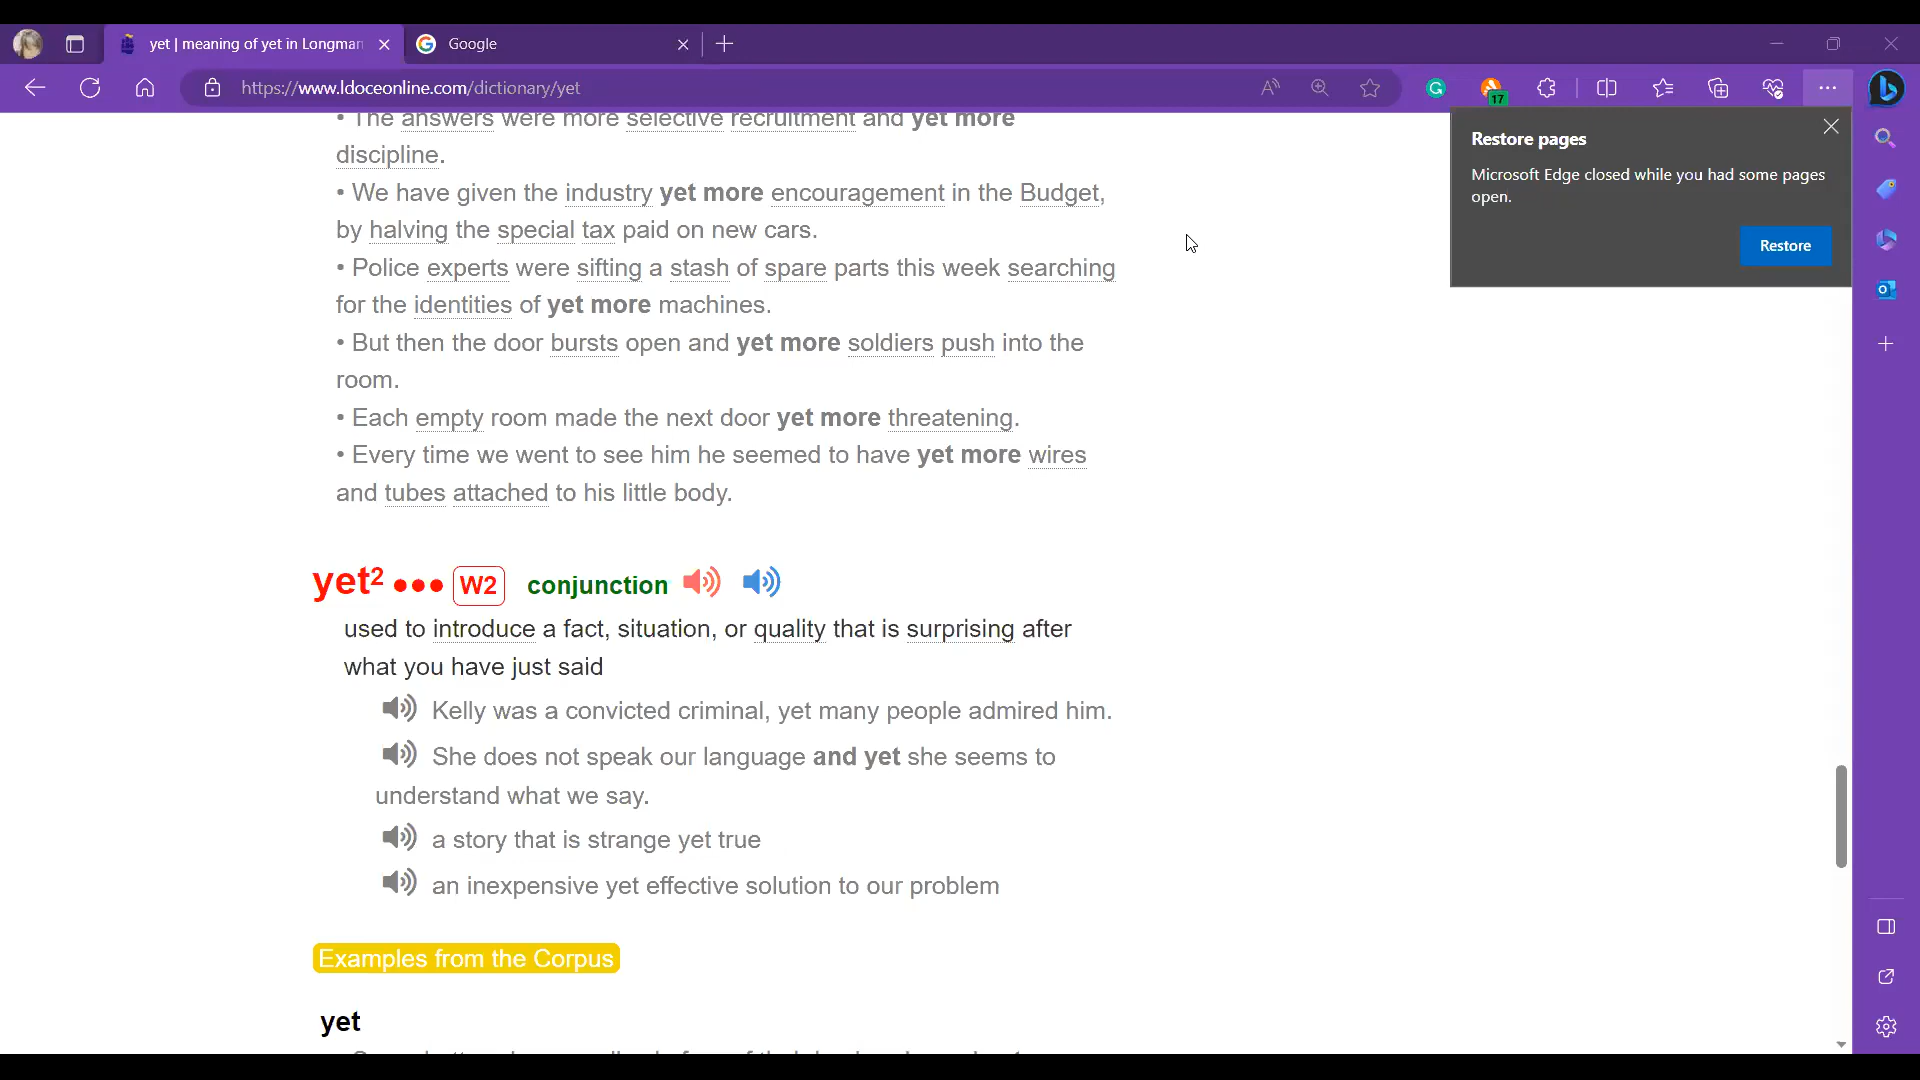 yet | meaning of yet in Longman
Google
https://www.ldoceonline.com/dictionary/yet
17
• The answers were more selective recruitment and yet more
discipline.
• We have given the industry yet more encouragement in the Budget,
by halving the special tax paid on new cars.
• Police experts were sifting a stash of spare parts this week searching
for the identities of yet more machines.
• But then the door bursts open and yet more soldiers push into the
room.
• Each empty room made the next door yet more threatening.
• Every time we went to see him he seemed to have yet more wires
and tubes attached to his little body.
Restore pages
Microsoft Edge closed while you had some pages
open.
Restore
yet2 ●●● W2 conjunction
used to introduce a fact, situation, or quality that is surprising after
what you have just said
Kelly was a convicted criminal, yet many people admired him.
She does not speak our language and yet she seems to
understand what we say.
a story that is strange yet true
an inexpensive yet effective solution to our problem
Examples from the Corpus
yet